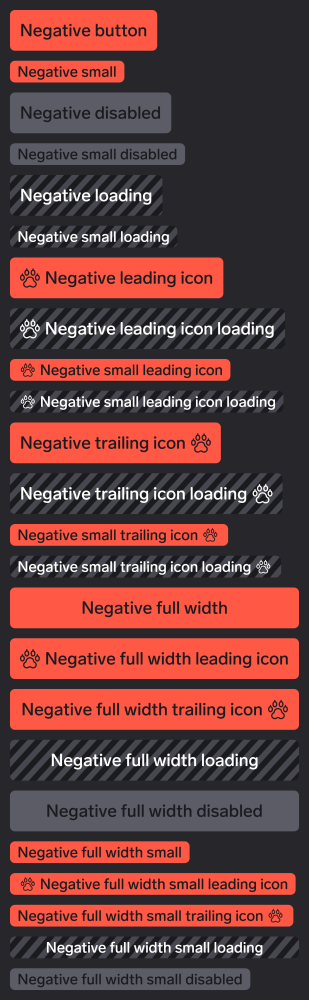 Negative button
Negative small
Negative disabled
Negative small disabled
Negative loading
Negative small loading
Negative leading icon
Negative leading icon loading
Negative small leading icon
Negative small leading icon loading
Negative trailing icon
Negative trailing icon loading
Negative small trailing icon
Negative small trailing icon loading
Negative full width
Negative full width leading icon
Negative full width trailing icon
Negative full width loading
Negative full width disabled
Negative full width small
Negative full width small leading icon
Negative full width small trailing icon
Negative full width small loading
Negative full width small disabled